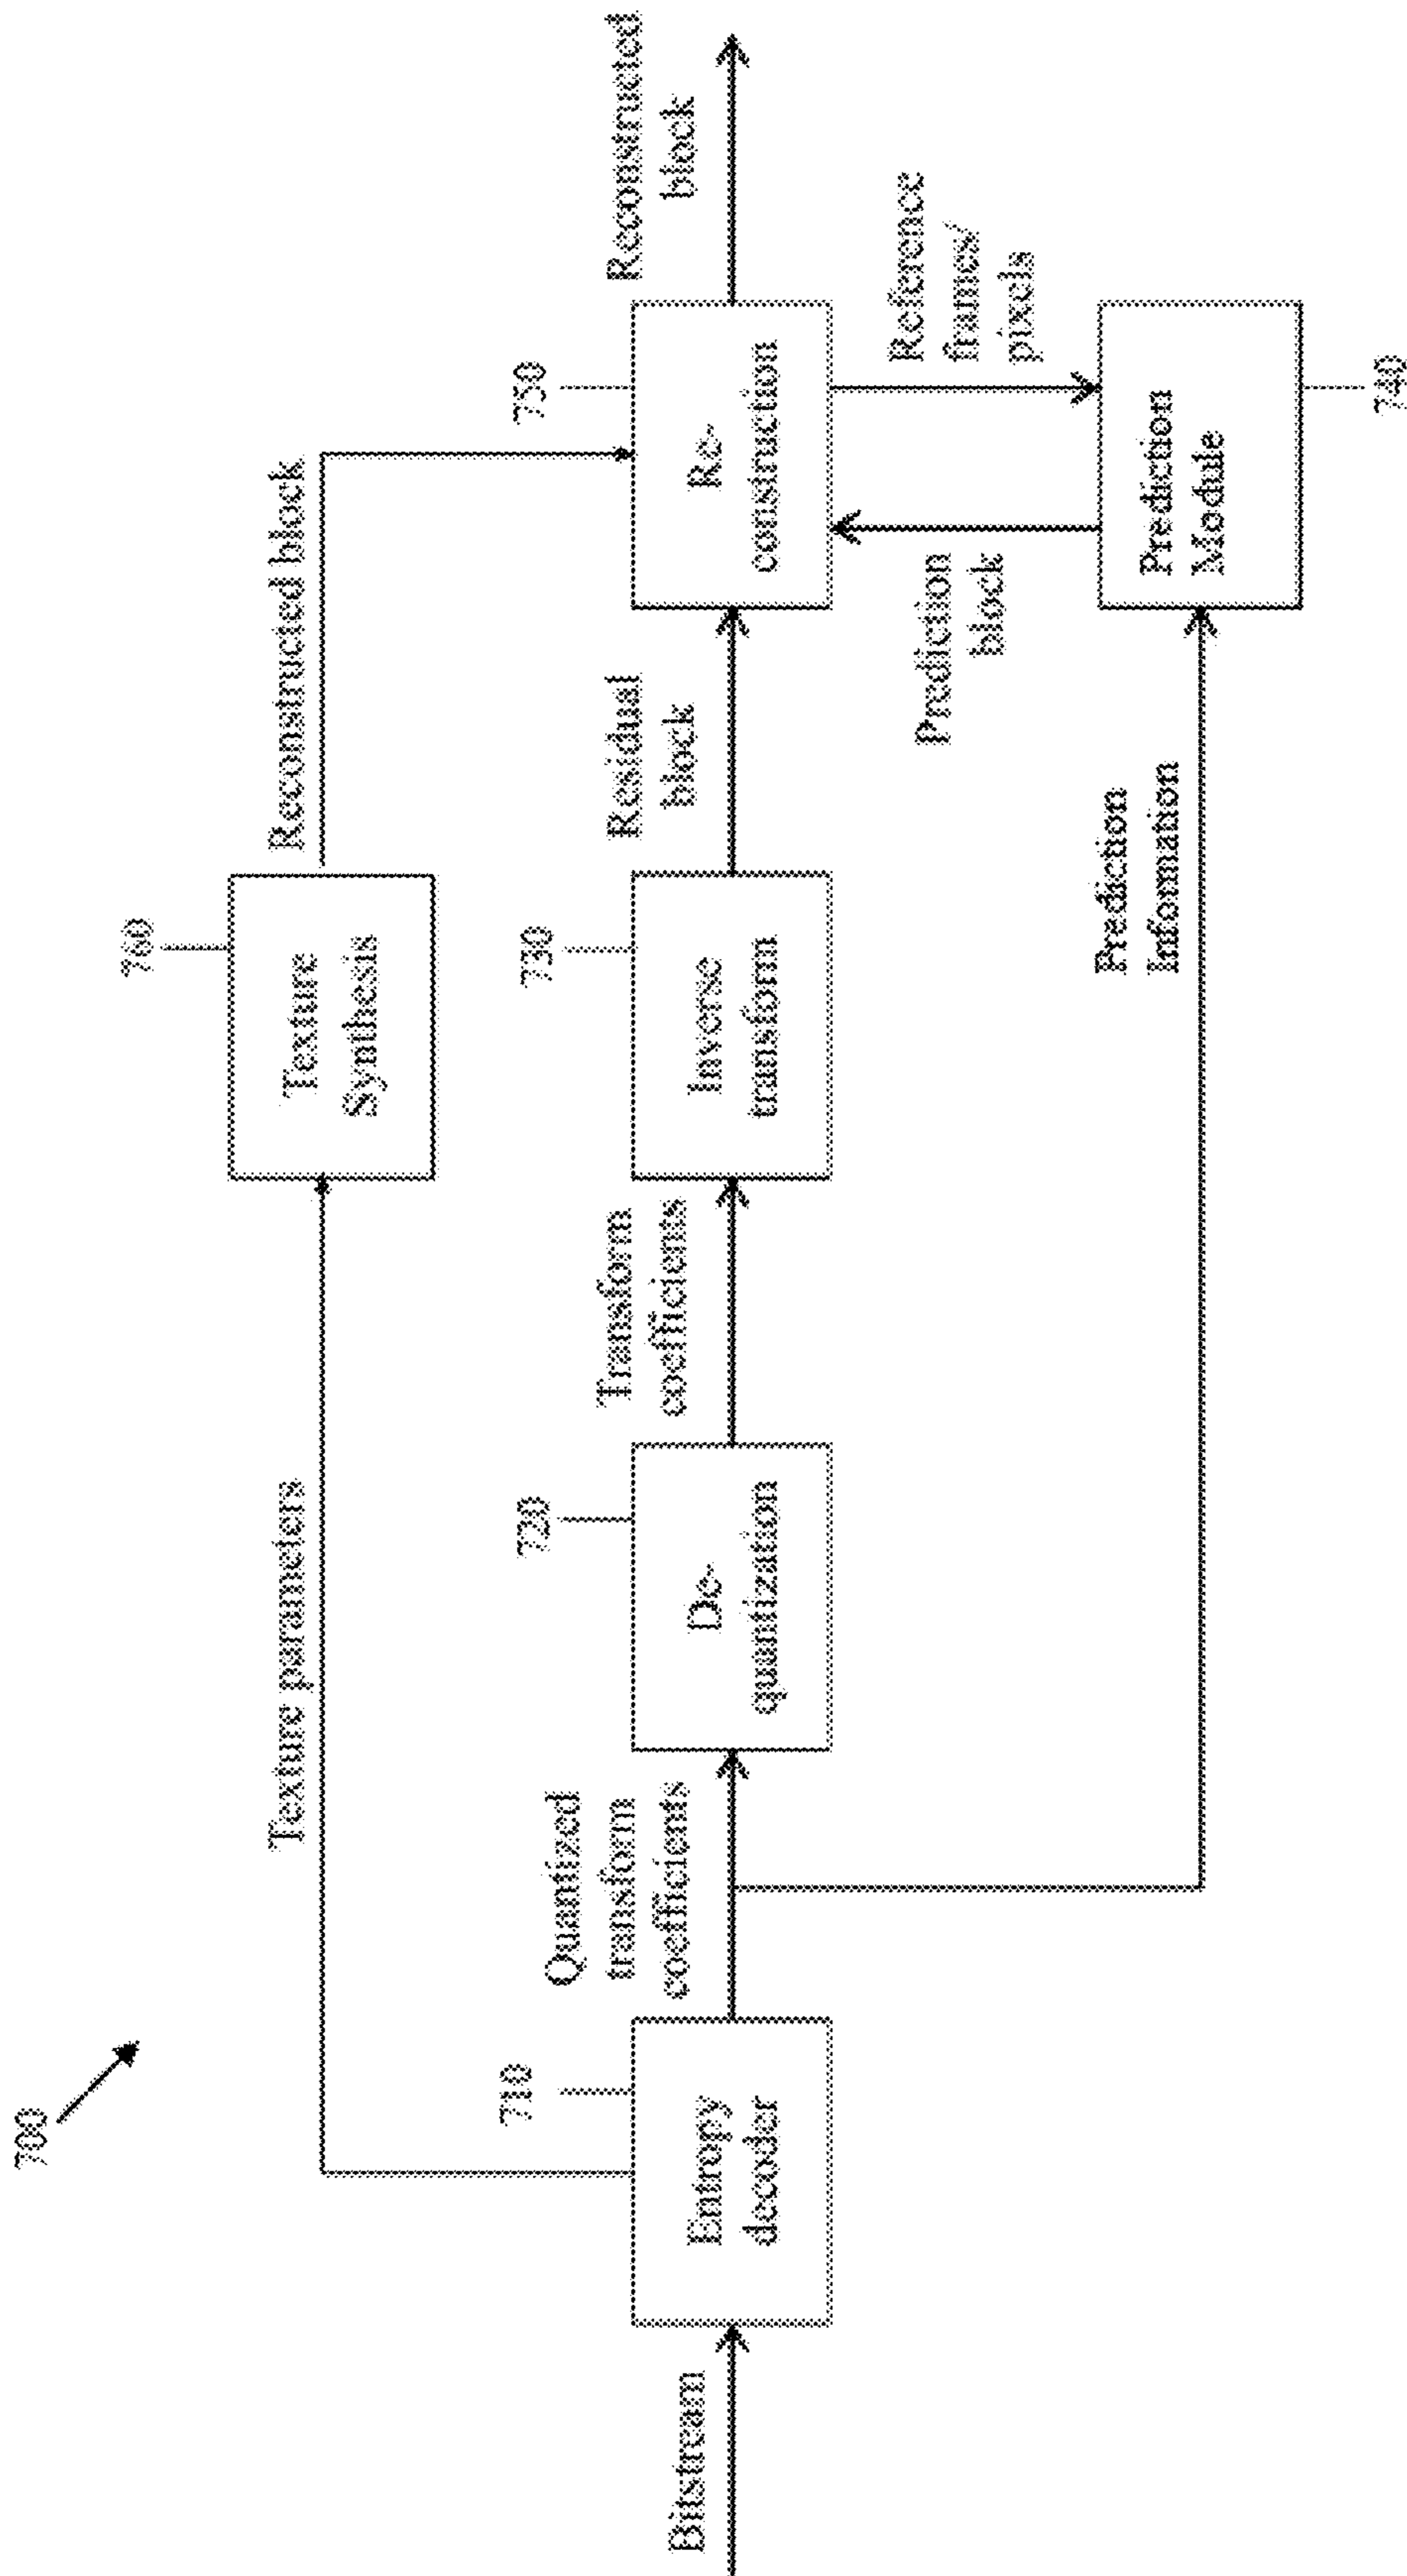 700
Bitstream
Entropy
decoder
710
Texture parameters
Quantized
transform
coefficients
De-
quantization
720
Transform
coefficients
Texture
Synthesis
760
Inverse
transform
730
Prediction
Information
Reconstructed block
Residual
block
Re-
construction
750
Prediction
block
Reference
frames/
pixels
Prediction
Module
740
Reconstructed
block